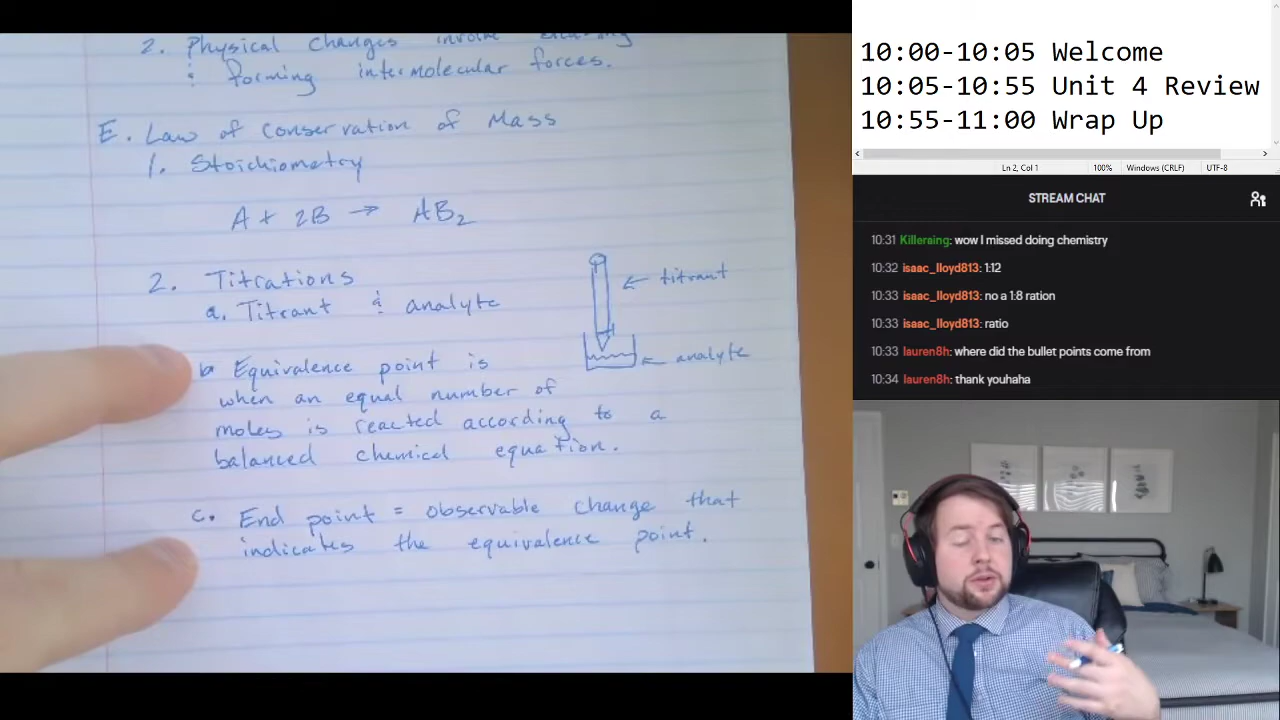 2. Physical changes involve
& forming intermolecular forces.
E. Law of Conservation of Mass
1. Stoichiometry
A + 2B → AB2
2. Titrations
a. Titrant & analyte
← titrant
← analyte
b. Equivalence point is
when an equal number of
moles is reacted according to a
balanced chemical equation.
c. End point = observable change that
indicates the equivalence point.
10:00-10:05 Welcome
10:05-10:55 Unit 4 Review
10:55-11:00 Wrap Up
Ln 2, Col 1 100% Windows (CRLF) UTF-8
STREAM CHAT
10:31 Killeraing: wow I missed doing chemistry
10:32 isaac_lloyd813: 1:12
10:33 isaac_lloyd813: no a 1:8 ration
10:33 isaac_lloyd813: ratio
10:33 lauren8h: where did the bullet points come from
10:34 lauren8h: thank youhaha